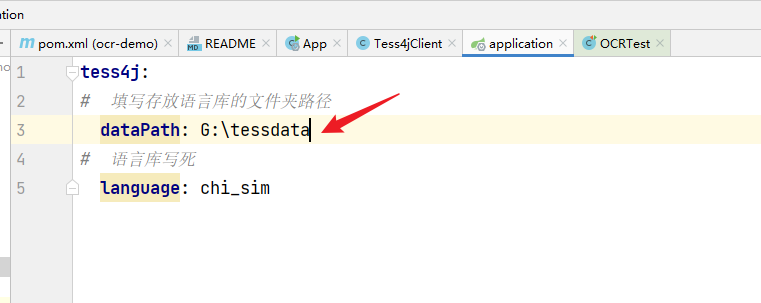 ation
pom.xml (ocr-demo) README App Tess4jClient application OCRTest
1 tess4j:
2 # 填写存放语言库的文件夹路径
3 dataPath: G:\tessdata
4 # 语言库写死
5 language: chi_sim